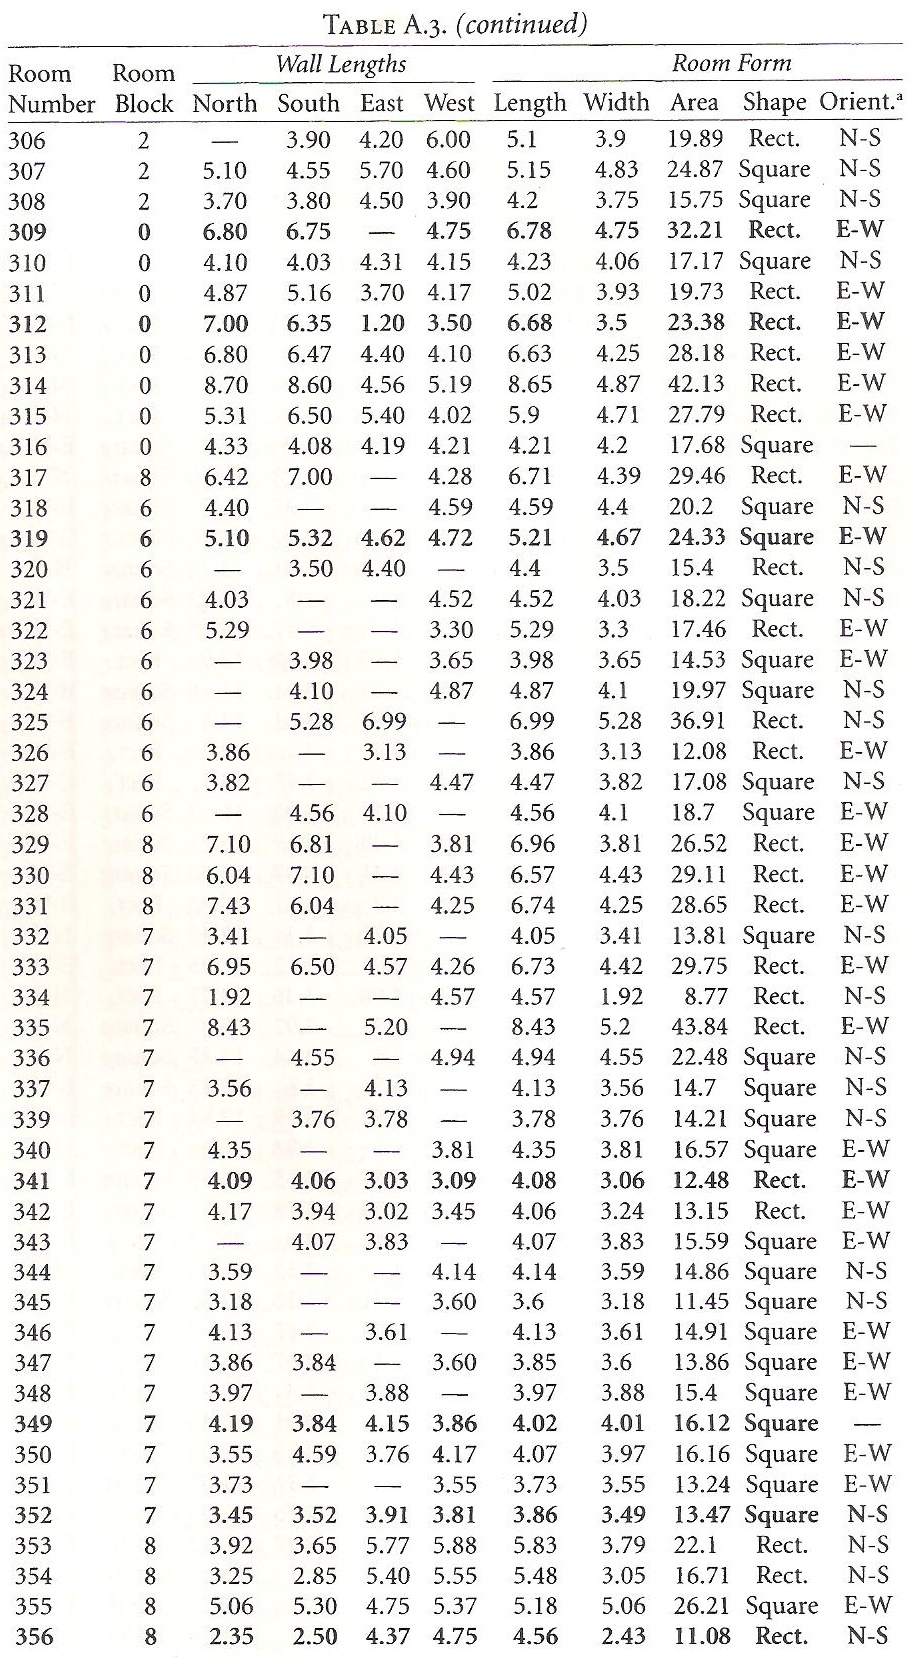 TABLE A.3. (continued)
Wall Lengths Room Form
Room Room
Number Block North South East West Length Width Area Shape Orient.ª
306 2 — 3.90 4.20 6.00 5.1 3.9 19.89 Rect. N-S
307 2 5.10 4.55 5.70 4.60 5.15 4.83 24.87 Square N-S
308 2 3.70 3.80 4.50 3.90 4.2 3.75 15.75 Square N-S
309 0 6.80 6.75 — 4.75 6.78 4.75 32.21 Rect. E-W
310 0 4.10 4.03 4.31 4.15 4.23 4.06 17.17 Square N-S
311 0 4.87 5.16 3.70 4.17 5.02 3.93 19.73 Rect. E-W
312 0 7.00 6.35 1.20 3.50 6.68 3.5 23.38 Rect. E-W
313 0 6.80 6.47 4.40 4.10 6.63 4.25 28.18 Rect. E-W
314 0 8.70 8.60 4.56 5.19 8.65 4.87 42.13 Rect. E-W
315 0 5.31 6.50 5.40 4.02 5.9 4.71 27.79 Rect. E-W
316 0 4.33 4.08 4.19 4.21 4.21 4.2 17.68 Square —
317 8 6.42 7.00 — 4.28 6.71 4.39 29.46 Rect. E-W
318 6 4.40 — — 4.59 4.59 4.4 20.2 Square N-S
319 6 5.10 5.32 4.62 4.72 5.21 4.67 24.33 Square E-W
320 6 — 3.50 4.40 — 4.4 3.5 15.4 Rect. N-S
321 6 4.03 — — 4.52 4.52 4.03 18.22 Square N-S
322 6 5.29 — — 3.30 5.29 3.3 17.46 Rect. E-W
323 6 — 3.98 — 3.65 3.98 3.65 14.53 Square E-W
324 6 — 4.10 — 4.87 4.87 4.1 19.97 Square N-S
325 6 — 5.28 6.99 — 6.99 5.28 36.91 Rect. N-S
326 6 3.86 — 3.13 — 3.86 3.13 12.08 Rect. E-W
327 6 3.82 — — 4.47 4.47 3.82 17.08 Square N-S
328 6 — 4.56 4.10 — 4.56 4.1 18.7 Square E-W
329 8 7.10 6.81 — 3.81 6.96 3.81 26.52 Rect. E-W
330 8 6.04 7.10 — 4.43 6.57 4.43 29.11 Rect. E-W
331 8 7.43 6.04 — 4.25 6.74 4.25 28.65 Rect. E-W
332 7 3.41 — 4.05 — 4.05 3.41 13.81 Square N-S
333 7 6.95 6.50 4.57 4.26 6.73 4.42 29.75 Rect. E-W
334 7 1.92 — — 4.57 4.57 1.92 8.77 Rect. N-S
335 7 8.43 — 5.20 — 8.43 5.2 43.84 Rect. E-W
336 7 — 4.55 — 4.94 4.94 4.55 22.48 Square N-S
337 7 3.56 — 4.13 — 4.13 3.56 14.7 Square N-S
339 7 — 3.76 3.78 — 3.78 3.76 14.21 Square N-S
340 7 4.35 — — 3.81 4.35 3.81 16.57 Square E-W
341 7 4.09 4.06 3.03 3.09 4.08 3.06 12.48 Rect. E-W
342 7 4.17 3.94 3.02 3.45 4.06 3.24 13.15 Rect. E-W
343 7 — 4.07 3.83 — 4.07 3.83 15.59 Square E-W
344 7 3.59 — — 4.14 4.14 3.59 14.86 Square N-S
345 7 3.18 — — 3.60 3.6 3.18 11.45 Square N-S
346 7 4.13 — 3.61 — 4.13 3.61 14.91 Square E-W
347 7 3.86 3.84 — 3.60 3.85 3.6 13.86 Square E-W
348 7 3.97 — 3.88 — 3.97 3.88 15.4 Square E-W
349 7 4.19 3.84 4.15 3.86 4.02 4.01 16.12 Square —
350 7 3.55 4.59 3.76 4.17 4.07 3.97 16.16 Square E-W
351 7 3.73 — — 3.55 3.73 3.55 13.24 Square E-W
352 7 3.45 3.52 3.91 3.81 3.86 3.49 13.47 Square N-S
353 8 3.92 3.65 5.77 5.88 5.83 3.79 22.1 Rect. N-S
354 8 3.25 2.85 5.40 5.55 5.48 3.05 16.71 Rect. N-S
355 8 5.06 5.30 4.75 5.37 5.18 5.06 26.21 Square E-W
356 8 2.35 2.50 4.37 4.75 4.56 2.43 11.08 Rect. N-S